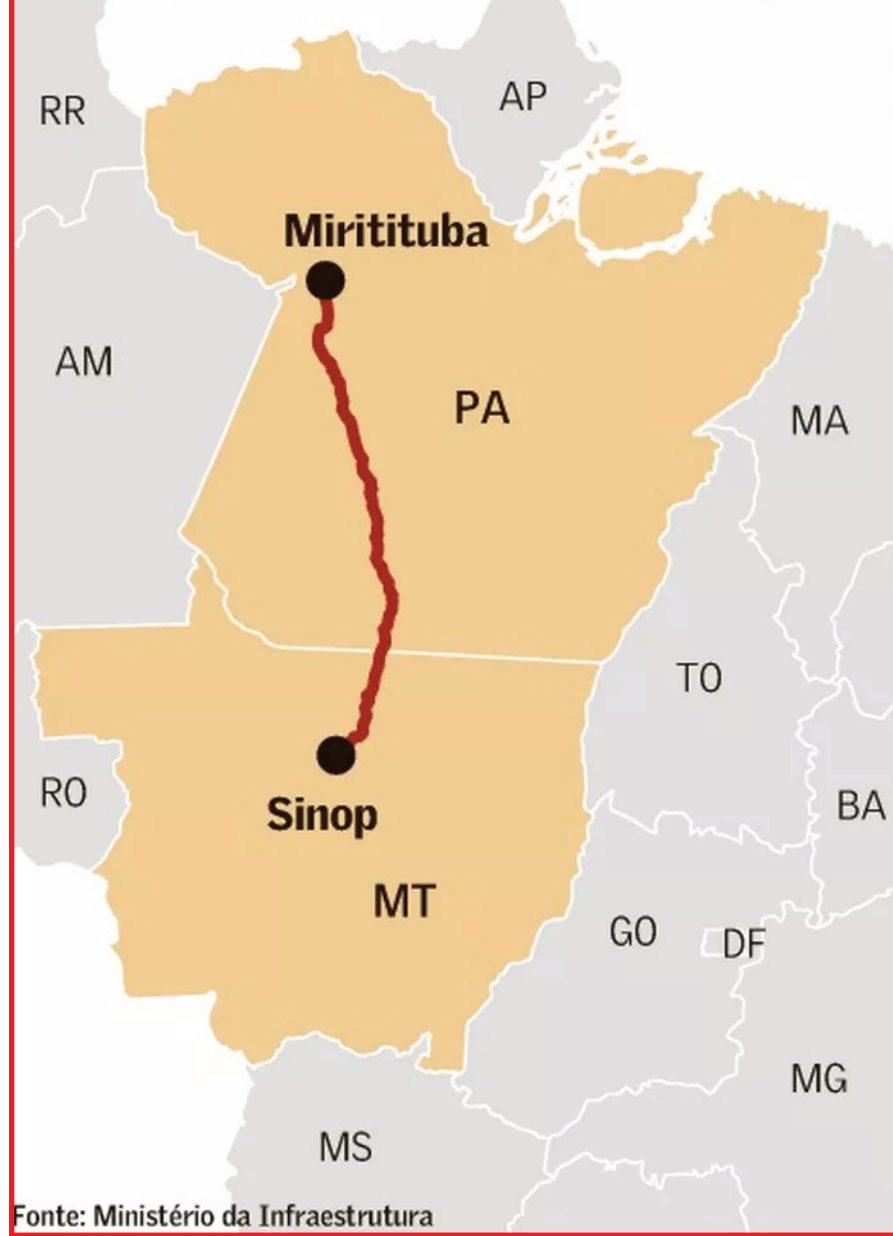 AP
RR
Miritituba
AM
PA
MA
TO
RO
BA
Sinop
MT
GO
DF
MG
MS
Fonte: Ministério da Infraestrutura